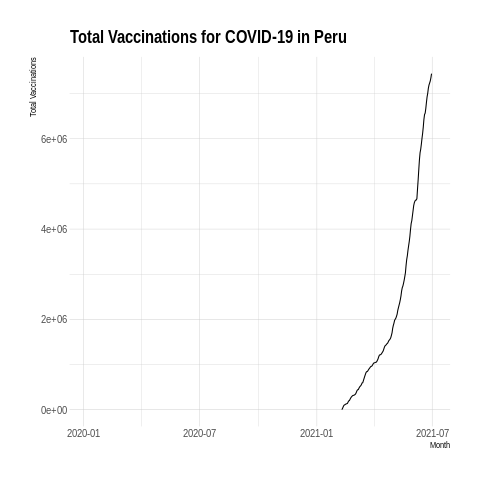 Total Vaccinations for COVID-19 in Peru
Total Vaccinations
6e+06
4e+06
2e+06
0e+00
2020-01 2020-07 2021-01 2021-07
Month